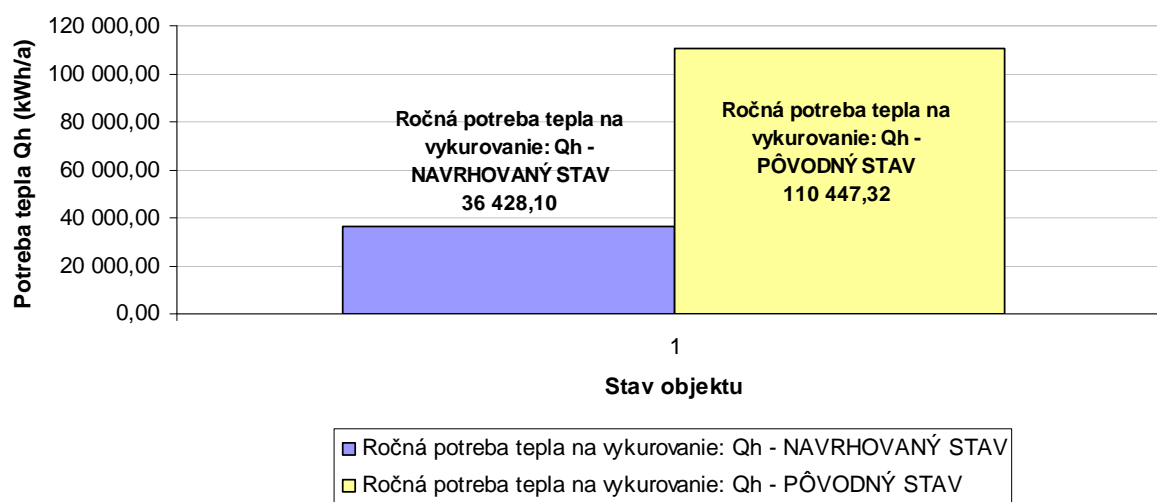 120 000,00
100 000,00
80 000,00
60 000,00
40 000,00
20 000,00
0,00
Potreba tepla Qh (kWh/a)
Ročná potreba tepla na
vykurovanie: Qh -
NAVRHOVANÝ STAV
36 428,10
Ročná potreba tepla na
vykurovanie: Qh -
PÔVODNÝ STAV
110 447,32
1
Stav objektu
Ročná potreba tepla na vykurovanie: Qh - NAVRHOVANÝ STAV
Ročná potreba tepla na vykurovanie: Qh - PÔVODNÝ STAV